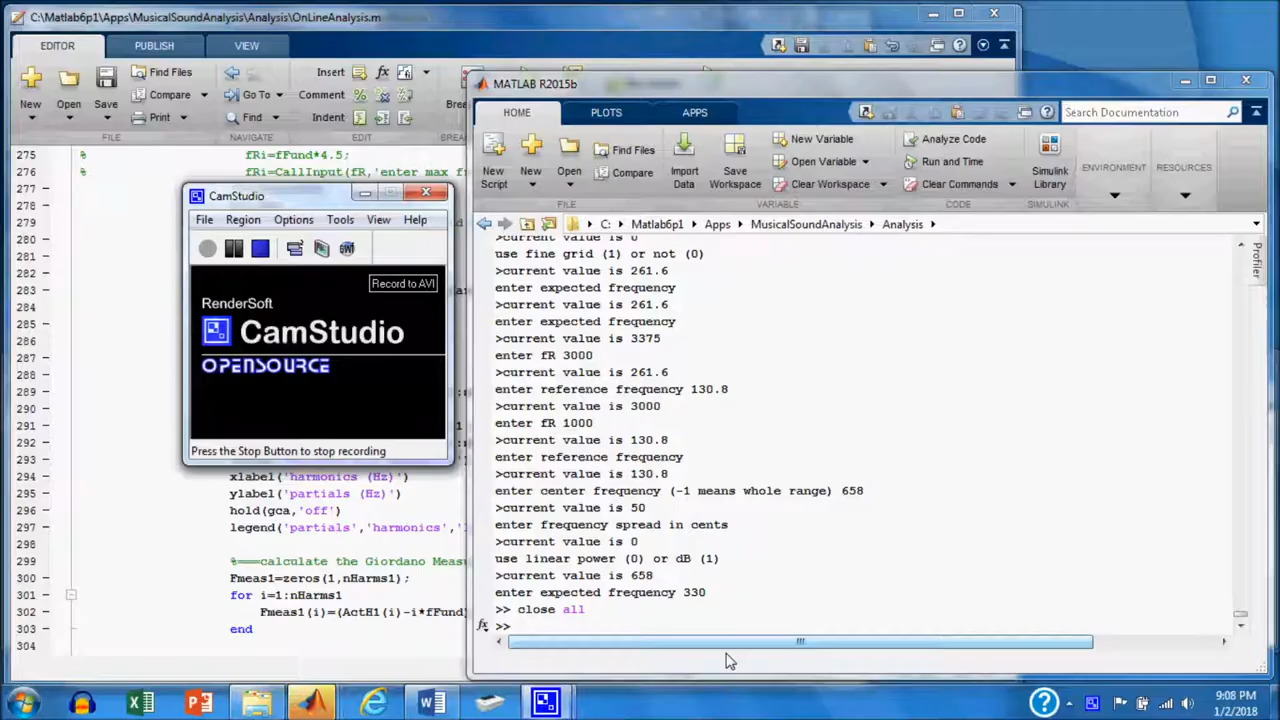 C:\Matlab6p1\Apps\MusicalSoundAnalysis\Analysis\OnLineAnalysis.m
EDITOR PUBLISH VIEW
New Open Save
Find Files
Compare
Print
Go To
Find
Insert
Comment
Indent
FILE NAVIGATE EDIT
275 % fRi=fFund*4.5;
276 % fRi=CallInput(fR,'enter max
277
278
279
280
281
282
283
284
285
286
287
288
289
290
291
292
293
294 xlabel('harmonics (Hz)')
295 ylabel('partials (Hz)')
296 hold(gca,'off')
297 legend('partials','harmonics',
298
299 %===calculate the Giordano Meas
300 Fmeas1=zeros(1,nHarms1);
301 for i=1:nHarms1
302 Fmeas1(i)=(ActH1(i)-i*fFund)
303 end
304
CamStudio
File Region Options Tools View Help
Record to AVI
RenderSoft
CamStudio
OPENSOURCE
Press the Stop Button to stop recording
MATLAB R2015b
HOME PLOTS APPS
Search Documentation
New Script
New
Open
Find Files
Compare
Import Data
Save Workspace
New Variable
Open Variable
Clear Workspace
Analyze Code
Run and Time
Clear Commands
Simulink Library
ENVIRONMENT
RESOURCES
FILE VARIABLE CODE SIMULINK
C: Matlab6p1 Apps MusicalSoundAnalysis Analysis
Profiler
>current value is 0
use fine grid (1) or not (0)
>current value is 261.6
enter expected frequency
>current value is 261.6
enter expected frequency
>current value is 3375
enter fR 3000
>current value is 261.6
enter reference frequency 130.8
>current value is 3000
enter fR 1000
>current value is 130.8
enter reference frequency
>current value is 130.8
enter center frequency (-1 means whole range) 658
>current value is 50
enter frequency spread in cents
>current value is 0
use linear power (0) or dB (1)
>current value is 658
enter expected frequency 330
>> close all
fx >>
9:08 PM
1/2/2018